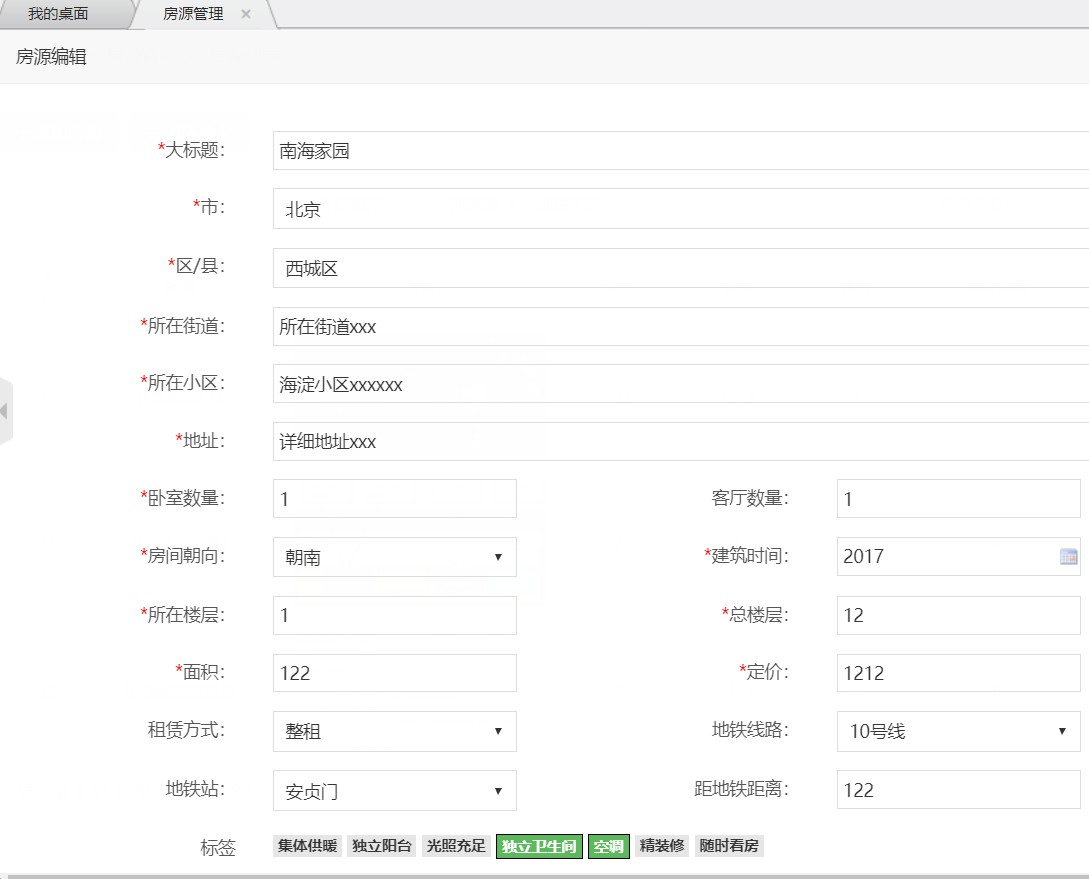 我的桌面 房源管理 ×
房源编辑
*大标题: 南海家园
*市: 北京
*区/县: 西城区
*所在街道: 所在街道xxx
*所在小区: 海淀小区xxxxxx
*地址: 详细地址xxx
*卧室数量: 1 客厅数量: 1
*房间朝向: 朝南 *建筑时间: 2017
*所在楼层: 1 *总楼层: 12
*面积: 122 *定价: 1212
租赁方式: 整租 地铁线路: 10号线
地铁站: 安贞门 距地铁距离: 122
标签 集体供暖 独立阳台 光照充足 独立卫生间 空调 精装修 随时看房